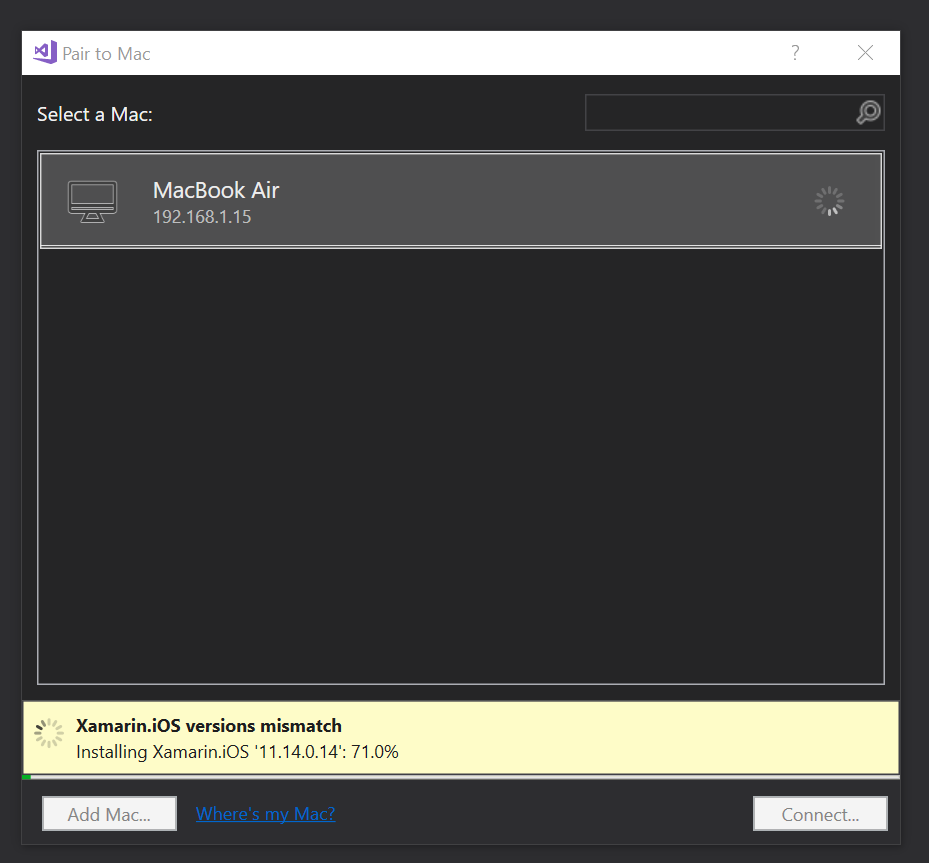 Pair to Mac
?
Select a Mac:
MacBook Air
192.168.1.15
Xamarin.iOS versions mismatch
Installing Xamarin.iOS '11.14.0.14': 71.0%
Add Mac...
Where's my Mac?
Connect...